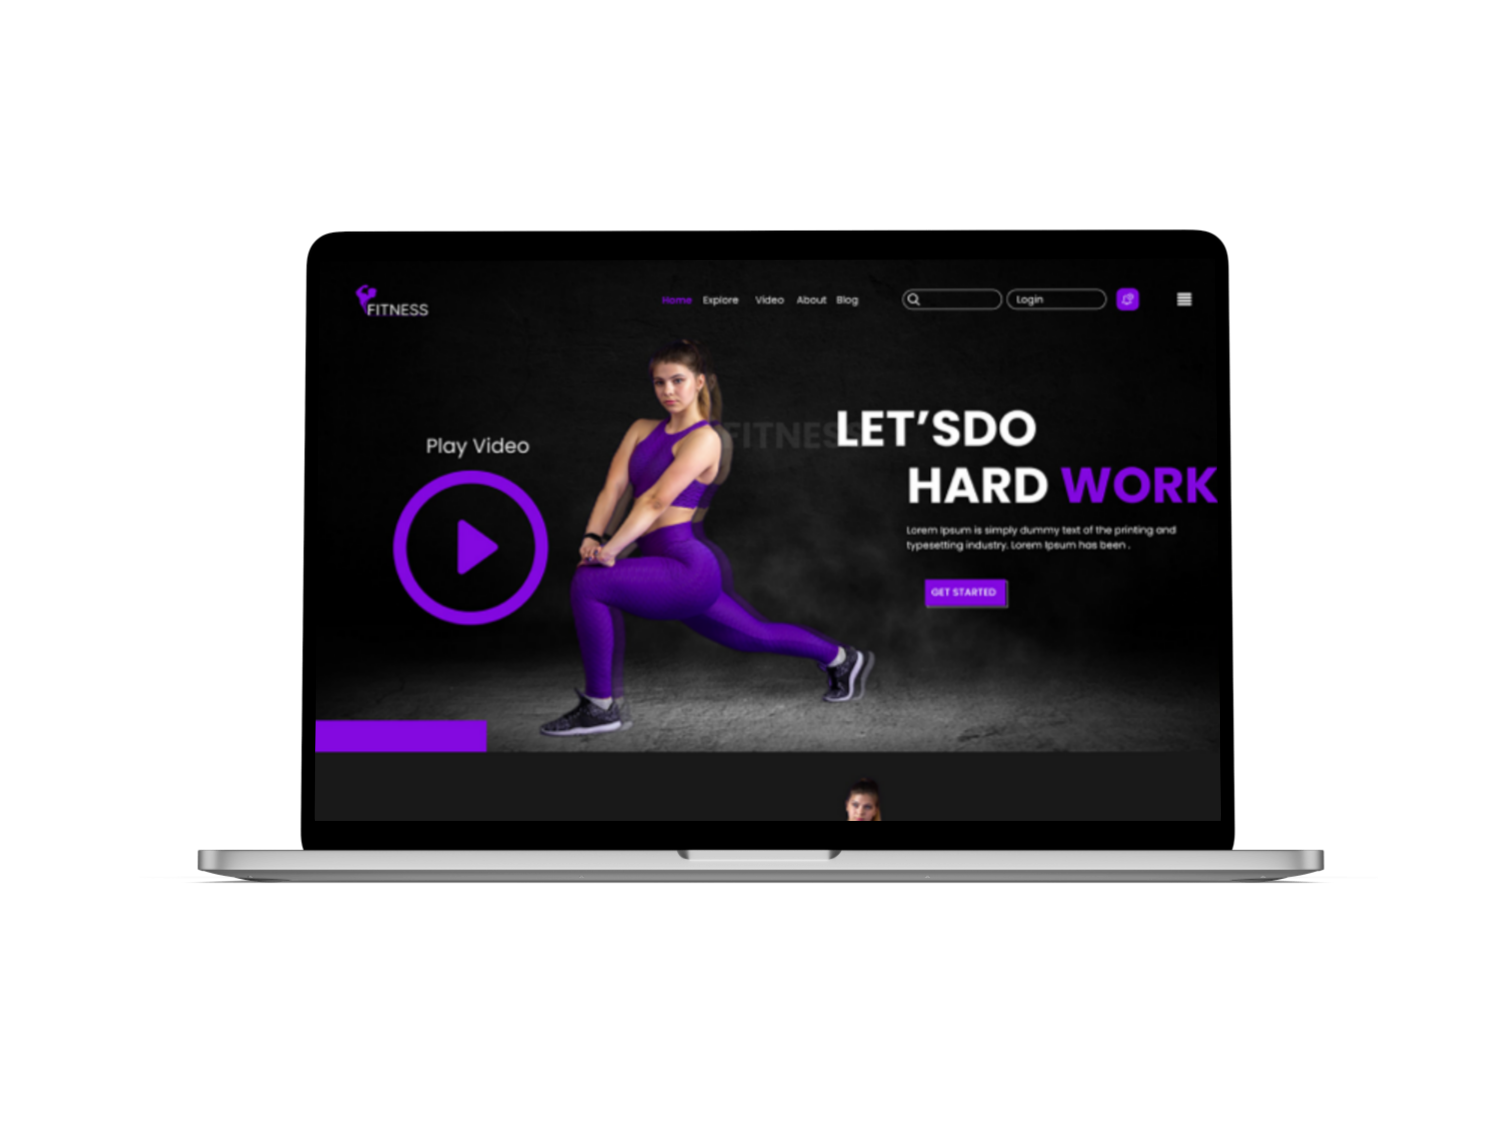 FITNESS
Home Explore Video About Blog
Login
FITNESS
LET’SDO
HARD WORK
Play Video
Lorem Ipsum is simply dummy text of the printing and
typesetting industry. Lorem Ipsum has been .
GET STARTED